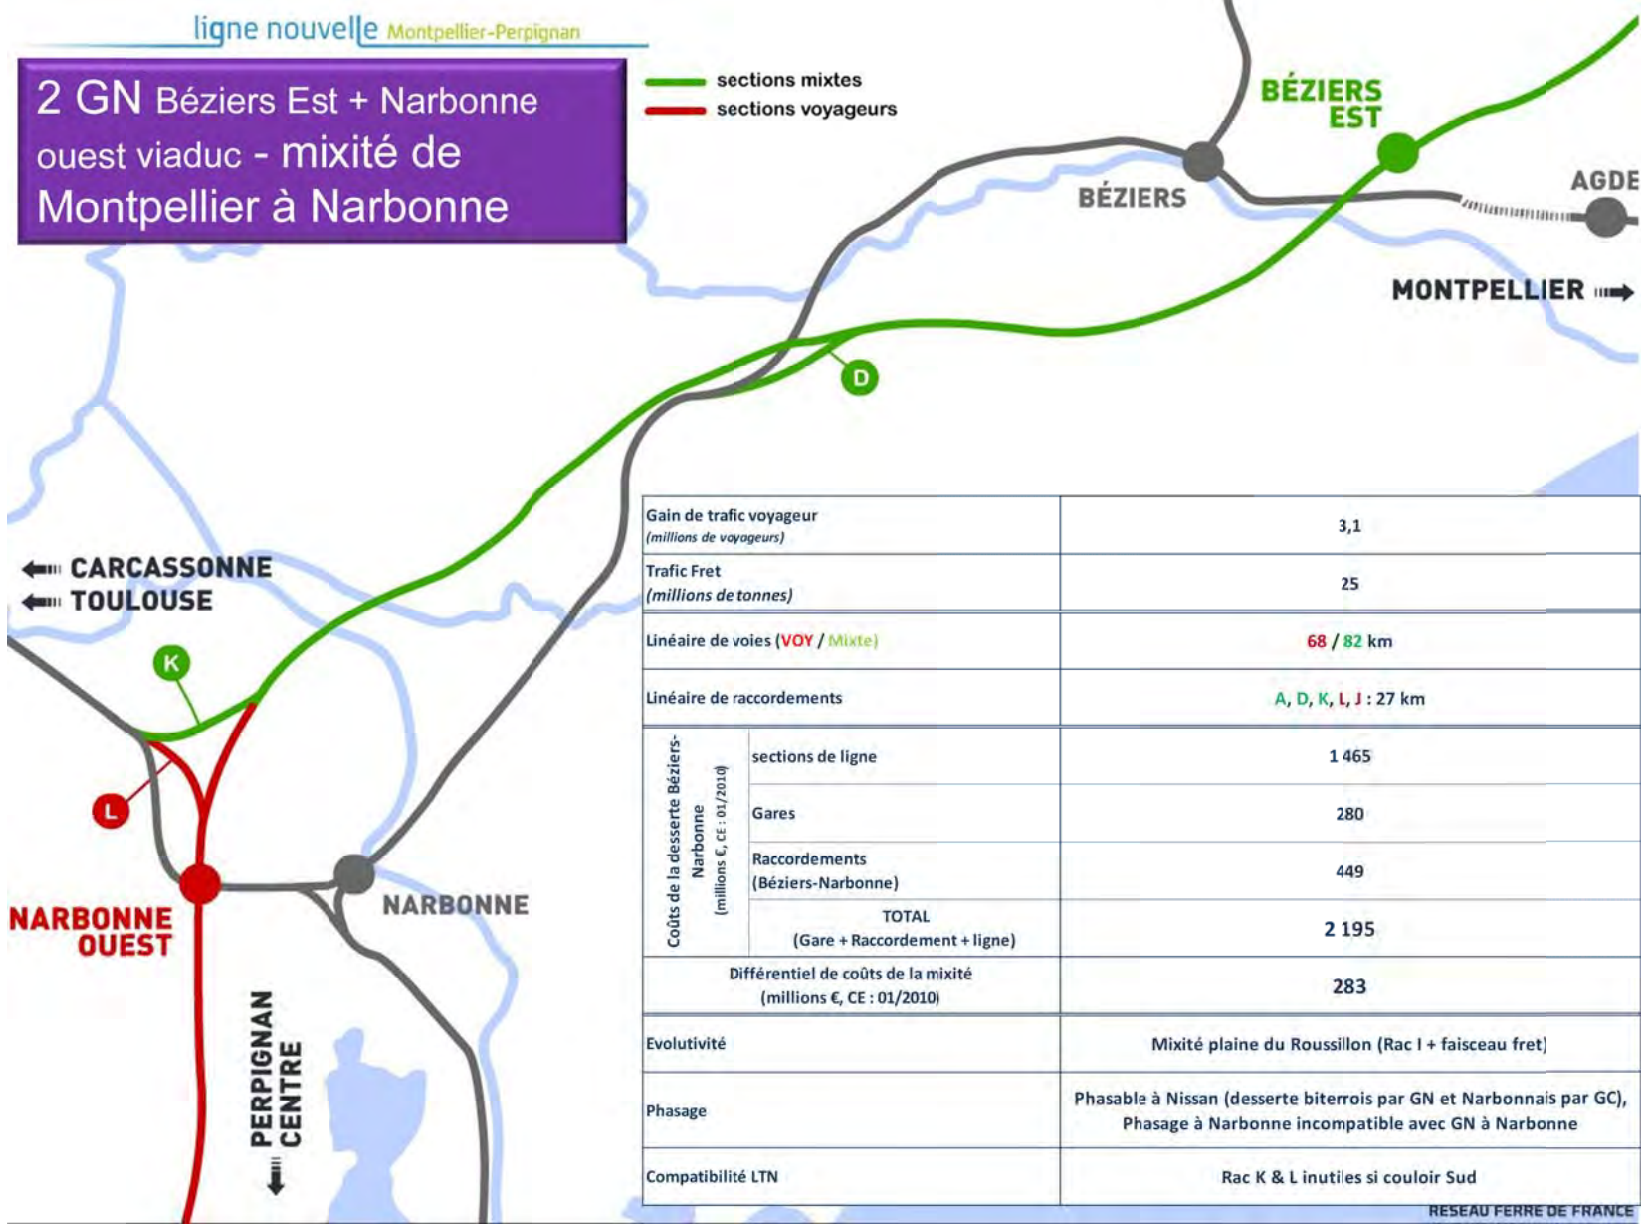 ligne nouvelle Montpellier-Perpignan
2 GN Béziers Est + Narbonne
ouest viaduc - mixité de
Montpellier à Narbonne
sections mixtes
sections voyageurs
BÉZIERS
EST
BÉZIERS
AGDE
MONTPELLIER
D
CARCASSONNE
TOULOUSE
K
L
NARBONNE
OUEST
NARBONNE
PERPIGNAN
CENTRE
Gain de trafic voyageur
(millions de voyageurs)
3,1
Trafic Fret
(millions de tonnes)
25
Linéaire de voies (VOY / Mixte)
68 / 82 km
Linéaire de raccordements
A, D, K, L, J : 27 km
Coûts de la desserte Béziers-
Narbonne
(millions €, CE : 01/2010)
sections de ligne
1 465
Gares
280
Raccordements
(Béziers-Narbonne)
449
TOTAL
(Gare + Raccordement + ligne)
2 195
Différentiel de coûts de la mixité
(millions €, CE : 01/2010)
283
Evolutivité
Mixité plaine du Roussillon (Rac I + faisceau fret)
Phasage
Phasable à Nissan (desserte biterrois par GN et Narbonnais par GC),
Phasage à Narbonne incompatible avec GN à Narbonne
Compatibilité LTN
Rac K & L inutiles si couloir Sud
RESEAU FERRE DE FRANCE